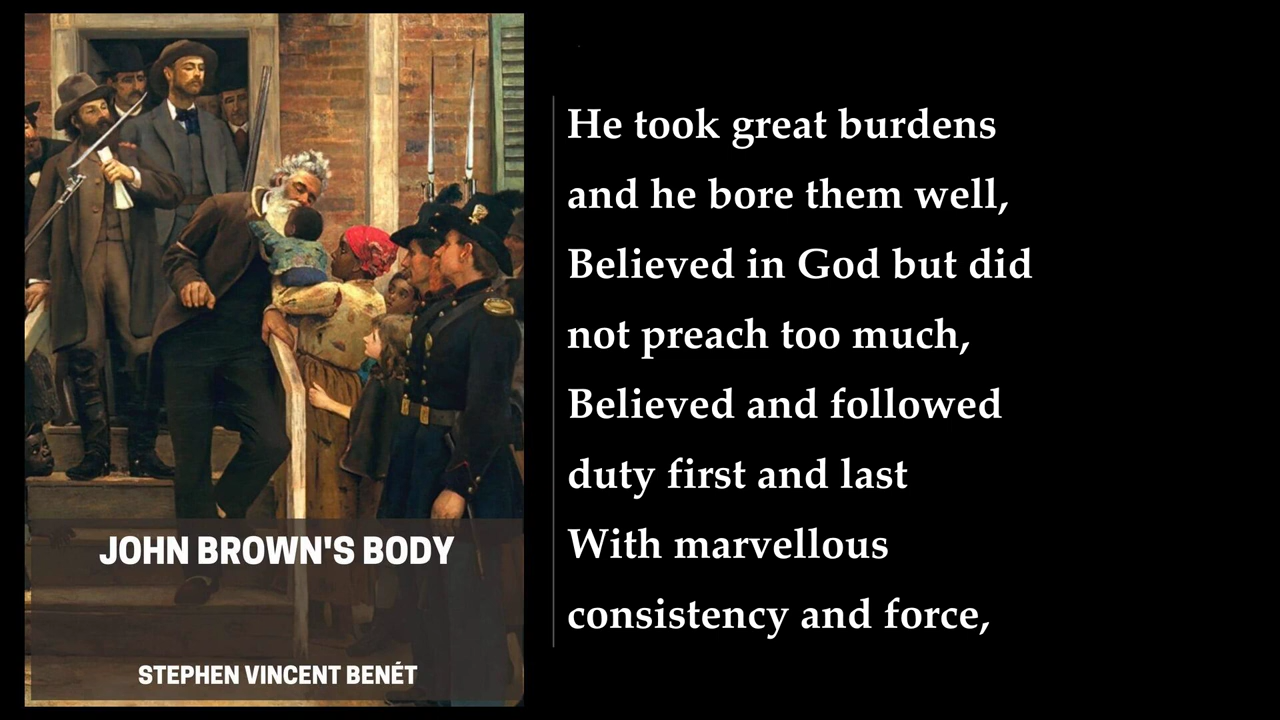 JOHN BROWN'S BODY
STEPHEN VINCENT BENÉT
He took great burdens
and he bore them well,
Believed in God but did
not preach too much,
Believed and followed
duty first and last
With marvellous
consistency and force,